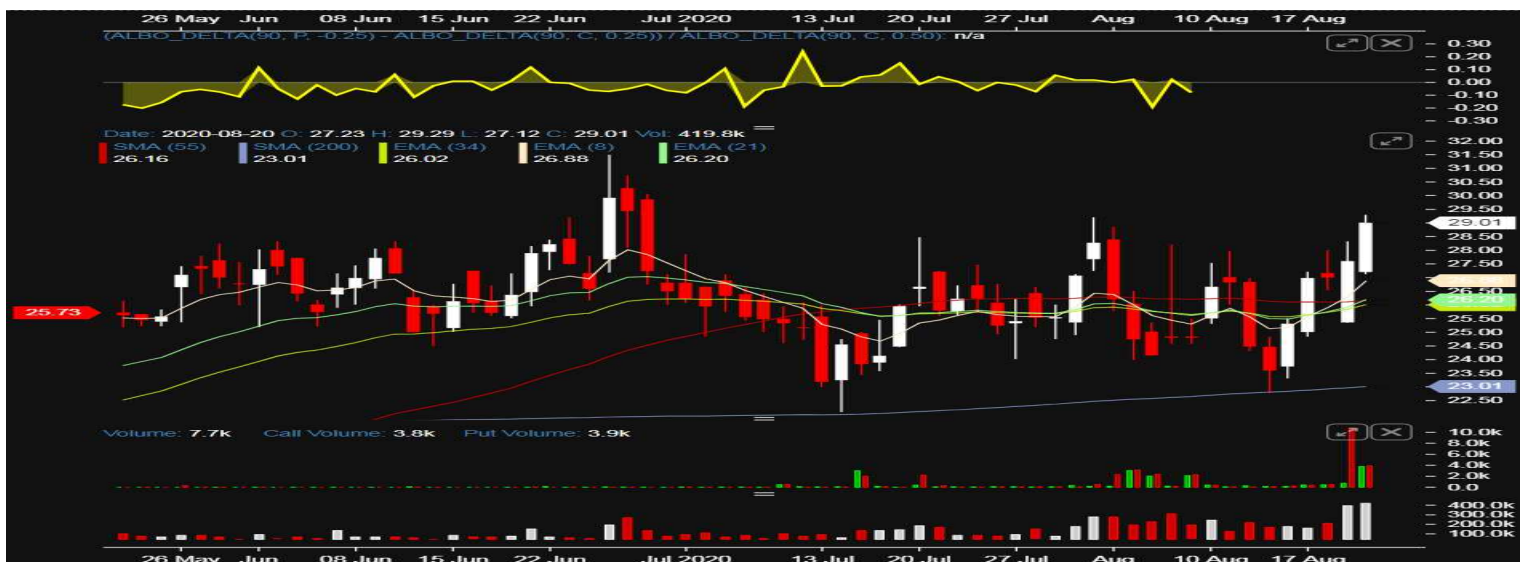 26 May Jun 08 Jun 15 Jun 22 Jun Jul 2020 13 Jul 20 Jul 27 Jul Aug 10 Aug 17 Aug
(ALBO_DELTA(90, P, -0.25) - ALBO_DELTA(90, C, 0.25)) / ALBO_DELTA(90, C, 0.50): n/a
0.30
0.20
0.10
0.00
-0.10
-0.20
-0.30
Date: 2020-08-20 O: 27.23 H: 29.29 L: 27.12 C: 29.01 Vol: 419.8k
SMA (55) SMA (200) EMA (34) EMA (8) EMA (21)
26.16 23.01 26.02 26.88 26.20
32.00
31.50
31.00
30.50
30.00
29.50
29.01
28.50
28.00
27.50
26.50
26.20
25.73
25.50
25.00
24.50
24.00
23.50
23.01
22.50
Volume: 7.7k Call Volume: 3.8k Put Volume: 3.9k
10.0k
8.0k
6.0k
4.0k
2.0k
0.0
400.0k
300.0k
200.0k
100.0k
26 May Jun 08 Jun 15 Jun 22 Jun Jul 2020 13 Jul 20 Jul 27 Jul Aug 10 Aug 17 Aug